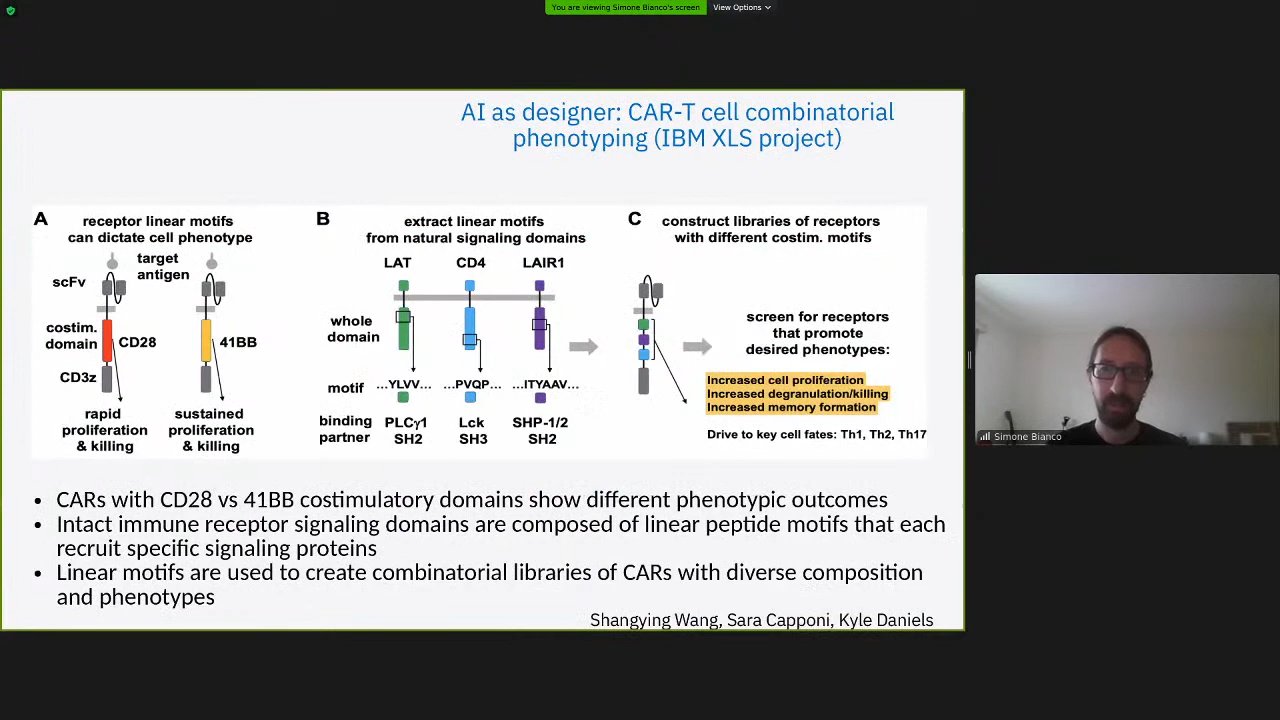 You are viewing Simone Bianco's screen
View Options
AI as designer: CAR-T cell combinatorial
phenotyping (IBM XLS project)
A
receptor linear motifs
can dictate cell phenotype
target
antigen
scFv
costim.
domain
CD28
41BB
CD3z
rapid
proliferation
& killing
sustained
proliferation
& killing
B
extract linear motifs
from natural signaling domains
LAT
CD4
LAIR1
whole
domain
motif
...YLVV...
...PVQP...
...ITYAAV...
binding
partner
PLCγ1
SH2
Lck
SH3
SHP-1/2
SH2
C
construct libraries of receptors
with different costim. motifs
screen for receptors
that promote
desired phenotypes:
Increased cell proliferation
Increased degranulation/killing
Increased memory formation
Drive to key cell fates: Th1, Th2, Th17
• CARs with CD28 vs 41BB costimulatory domains show different phenotypic outcomes
• Intact immune receptor signaling domains are composed of linear peptide motifs that each
recruit specific signaling proteins
• Linear motifs are used to create combinatorial libraries of CARs with diverse composition
and phenotypes
Shangying Wang, Sara Capponi, Kyle Daniels
Simone Bianco